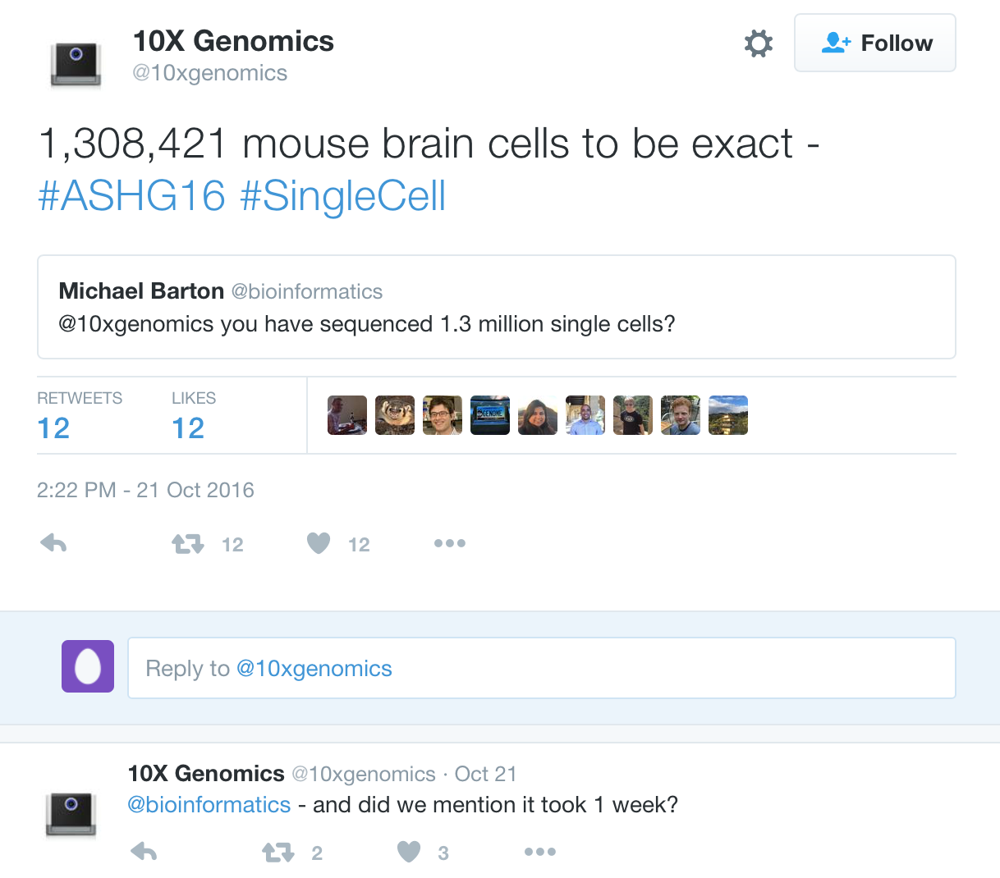 10X Genomics
@10xgenomics
Follow
1,308,421 mouse brain cells to be exact -
#ASHG16 #SingleCell
Michael Barton @bioinformatics
@10xgenomics you have sequenced 1.3 million single cells?
RETWEETS LIKES
12 12
GENOME
2:22 PM - 21 Oct 2016
12 12
Reply to @10xgenomics
10X Genomics @10xgenomics · Oct 21
@bioinformatics - and did we mention it took 1 week?
2 3